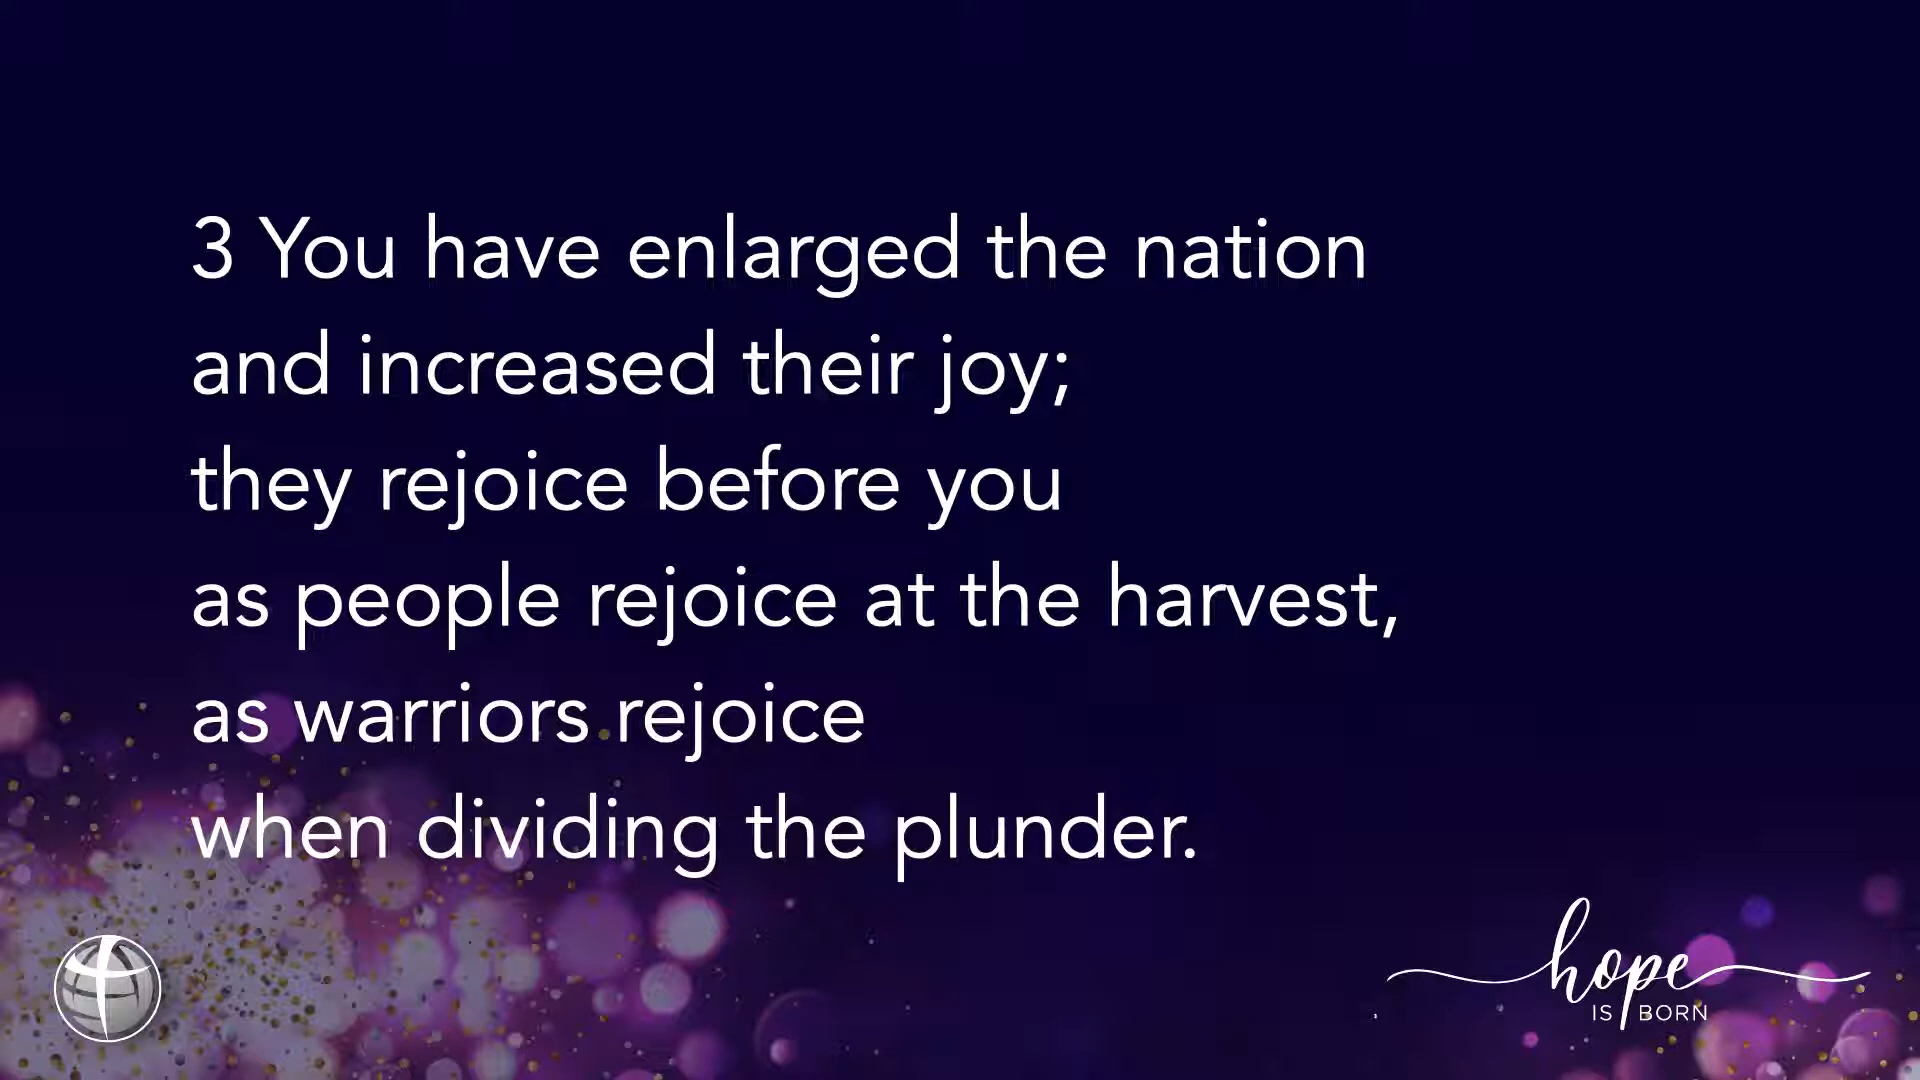 3 You have enlarged the nation
and increased their joy;
they rejoice before you
as people rejoice at the harvest,
as warriors rejoice
when dividing the plunder.
hope
IS BORN